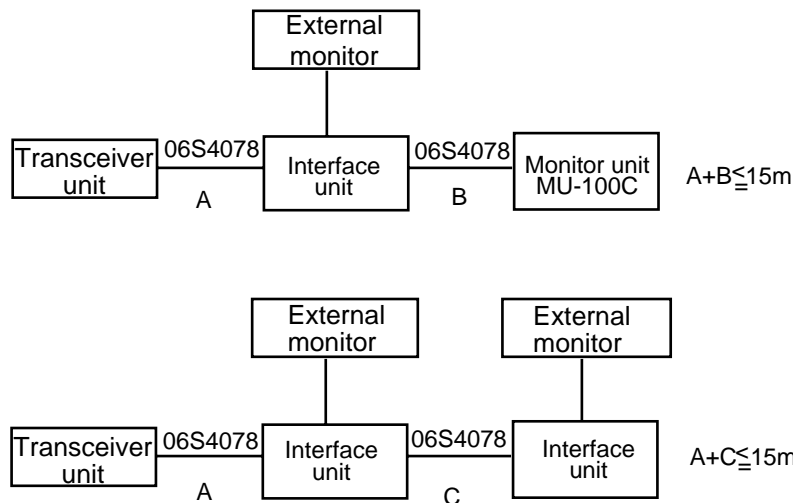 External
monitor
Transceiver
unit
06S4078
A
Interface
unit
06S4078
B
Monitor unit
MU-100C
A+B≦15m
External
monitor
External
monitor
Transceiver
unit
06S4078
A
Interface
unit
06S4078
C
Interface
unit
A+C≦15m